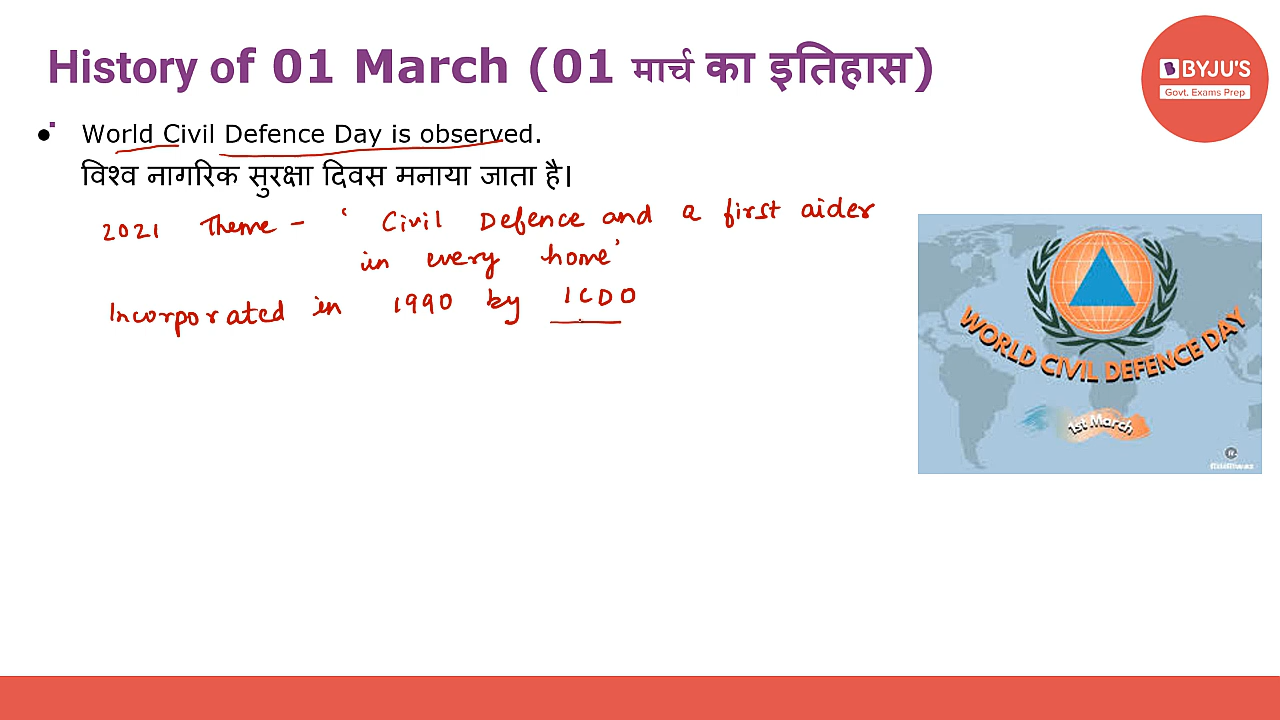 History of 01 March (01 मार्च का इतिहास)
BYJU'S
Govt. Exams Prep
World Civil Defence Day is observed.
विश्व नागरिक सुरक्षा दिवस मनाया जाता है।
2021 Theme - ' Civil Defence and a first aider
in every home'
Incorporated in 1990 by ICDO
WORLD CIVIL DEFENCE DAY
1st March